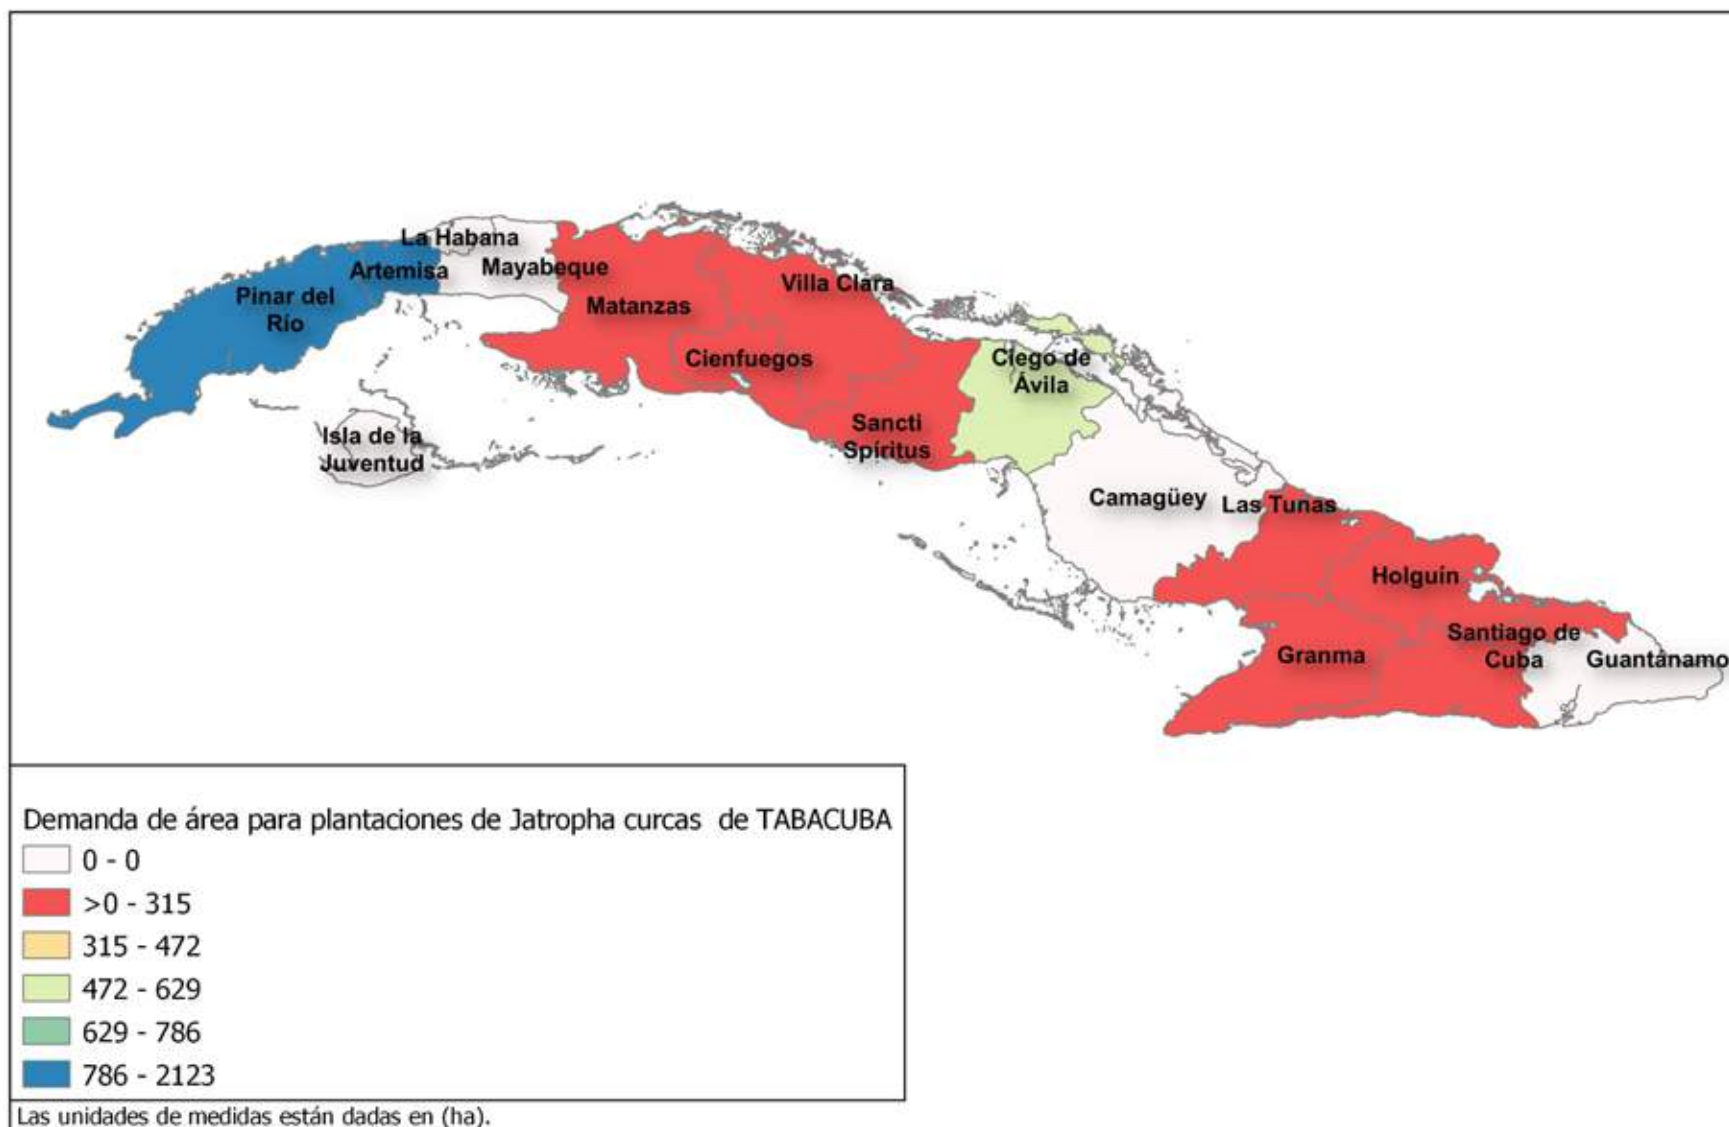 La Habana
Artemisa
Mayabeque
Pinar del
Río
Matanzas
Villa Clara
Cienfuegos
Ciego de
Ávila
Sancti
Spíritus
Isla de la
Juventud
Camagüey
Las Tunas
Holguín
Santiago de
Cuba
Granma
Guantánamo
Demanda de área para plantaciones de Jatropha curcas de TABACUBA
0 - 0
>0 - 315
315 - 472
472 - 629
629 - 786
786 - 2123
Las unidades de medidas están dadas en (ha).